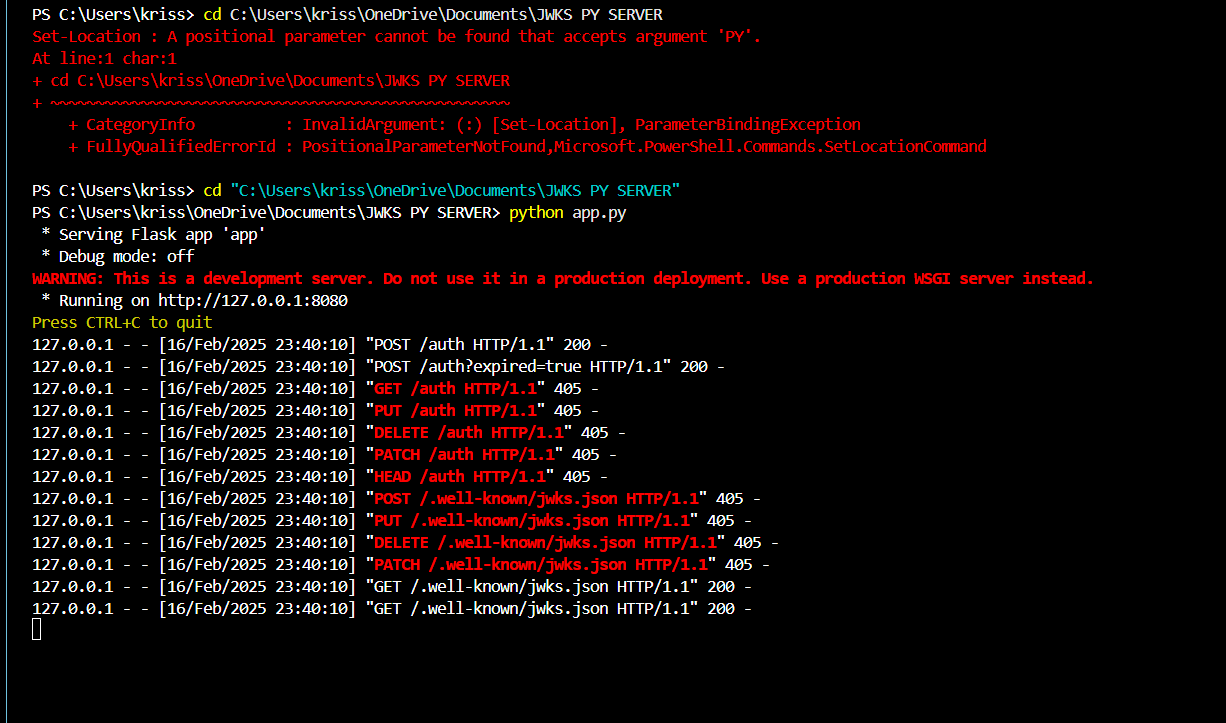 PS C:\Users\kriss> cd C:\Users\kriss\OneDrive\Documents\JWKS PY SERVER
Set-Location : A positional parameter cannot be found that accepts argument 'PY'.
At line:1 char:1
+ cd C:\Users\kriss\OneDrive\Documents\JWKS PY SERVER
+ ~~~~~~~~~~~~~~~~~~~~~~~~~~~~~~~~~~~~~~~~~~~~~~~~~~~
    + CategoryInfo          : InvalidArgument: (:) [Set-Location], ParameterBindingException
    + FullyQualifiedErrorId : PositionalParameterNotFound,Microsoft.PowerShell.Commands.SetLocationCommand
PS C:\Users\kriss> cd "C:\Users\kriss\OneDrive\Documents\JWKS PY SERVER"
PS C:\Users\kriss\OneDrive\Documents\JWKS PY SERVER> python app.py
 * Serving Flask app 'app'
 * Debug mode: off
WARNING: This is a development server. Do not use it in a production deployment. Use a production WSGI server instead.
 * Running on http://127.0.0.1:8080
Press CTRL+C to quit
127.0.0.1 - - [16/Feb/2025 23:40:10] "POST /auth HTTP/1.1" 200 -
127.0.0.1 - - [16/Feb/2025 23:40:10] "POST /auth?expired=true HTTP/1.1" 200 -
127.0.0.1 - - [16/Feb/2025 23:40:10] "GET /auth HTTP/1.1" 405 -
127.0.0.1 - - [16/Feb/2025 23:40:10] "PUT /auth HTTP/1.1" 405 -
127.0.0.1 - - [16/Feb/2025 23:40:10] "DELETE /auth HTTP/1.1" 405 -
127.0.0.1 - - [16/Feb/2025 23:40:10] "PATCH /auth HTTP/1.1" 405 -
127.0.0.1 - - [16/Feb/2025 23:40:10] "HEAD /auth HTTP/1.1" 405 -
127.0.0.1 - - [16/Feb/2025 23:40:10] "POST /.well-known/jwks.json HTTP/1.1" 405 -
127.0.0.1 - - [16/Feb/2025 23:40:10] "PUT /.well-known/jwks.json HTTP/1.1" 405 -
127.0.0.1 - - [16/Feb/2025 23:40:10] "DELETE /.well-known/jwks.json HTTP/1.1" 405 -
127.0.0.1 - - [16/Feb/2025 23:40:10] "PATCH /.well-known/jwks.json HTTP/1.1" 405 -
127.0.0.1 - - [16/Feb/2025 23:40:10] "GET /.well-known/jwks.json HTTP/1.1" 200 -
127.0.0.1 - - [16/Feb/2025 23:40:10] "GET /.well-known/jwks.json HTTP/1.1" 200 -